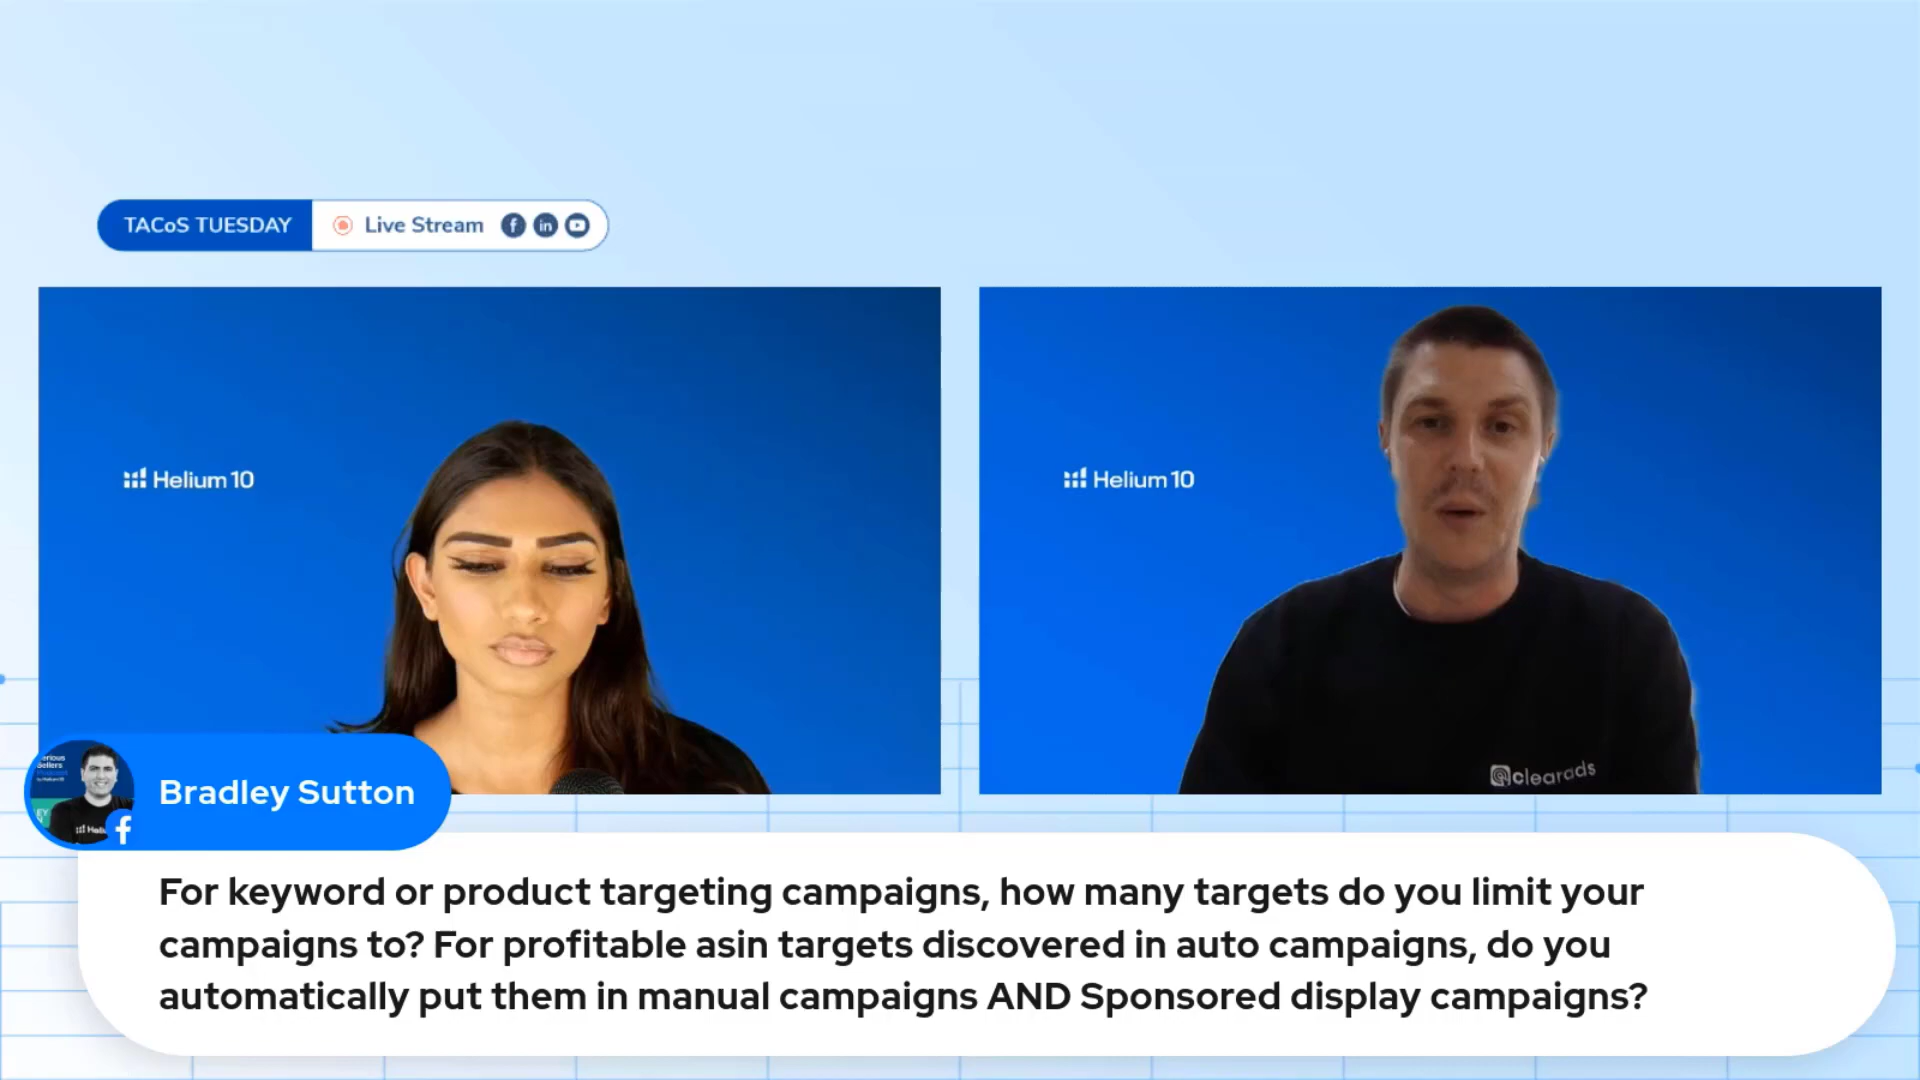 TACoS TUESDAY Live Stream
Helium 10
Helium 10
clearads
Bradley Sutton
For keyword or product targeting campaigns, how many targets do you limit your
campaigns to? For profitable asin targets discovered in auto campaigns, do you
automatically put them in manual campaigns AND Sponsored display campaigns?